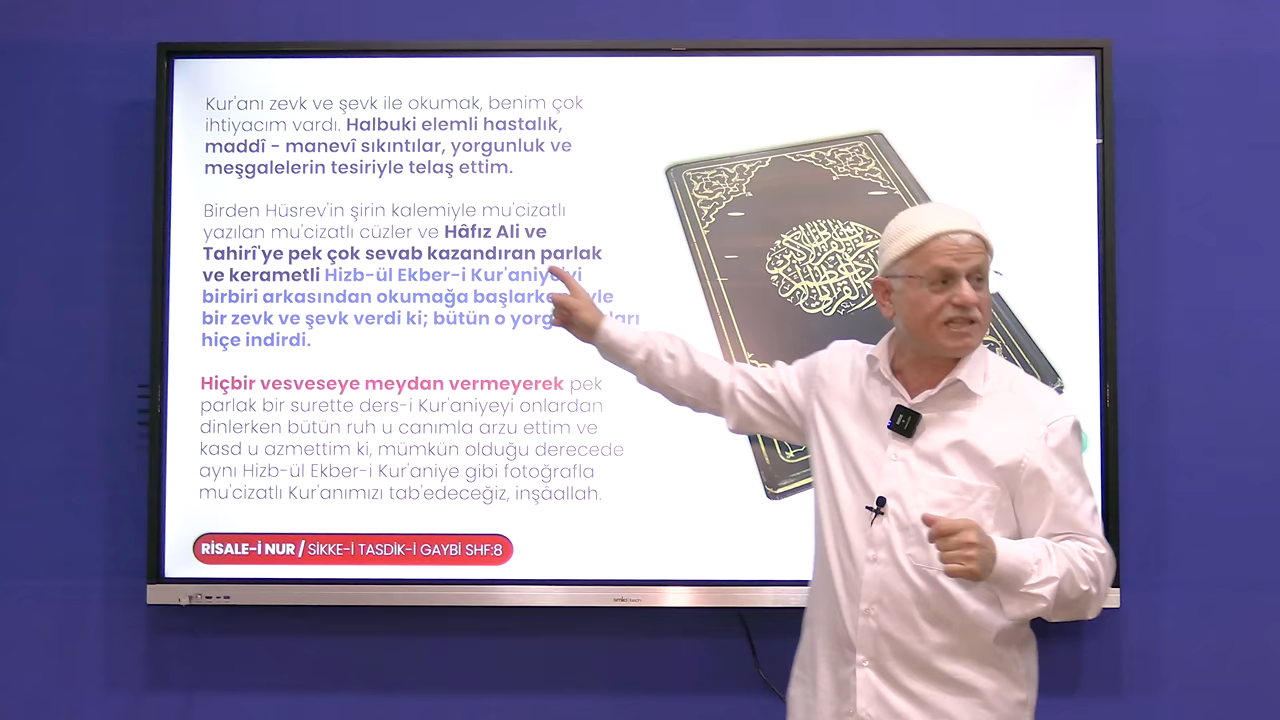 Kur'anı zevk ve şevk ile okumak, benim çok
ihtiyacım vardı. Halbuki elemli hastalık,
maddî - manevî sıkıntılar, yorgunluk ve
meşgalelerin tesiriyle telaş ettim.
Birden Hüsrev'in şirin kalemiyle mu'cizatlı
yazılan mu'cizatlı cüzler ve Hâfız Ali ve
Tahirî'ye pek çok sevab kazandıran parlak
ve kerametli Hizb-ül Ekber-i Kur'aniye'yi
birbiri arkasından okumağa
bir zevk ve şevk verdi ki; bütün o
hiçe indirdi.
Hiçbir vesveseye meydan vermeyerek pek
parlak bir surette ders-i Kur'aniyeyi onlardan
dinlerken bütün ruh u canımla arzu ettim ve
kasd u azmettim ki, mümkün olduğu derecede
aynı Hizb-ül Ekber-i Kur'aniye gibi fotoğrafla
mu'cizatlı Kur'anımızı tab'edeceğiz, inşâallah.
RİSALE-İ NUR / SİKKE-İ TASDİK-İ GAYBİ SHF:8